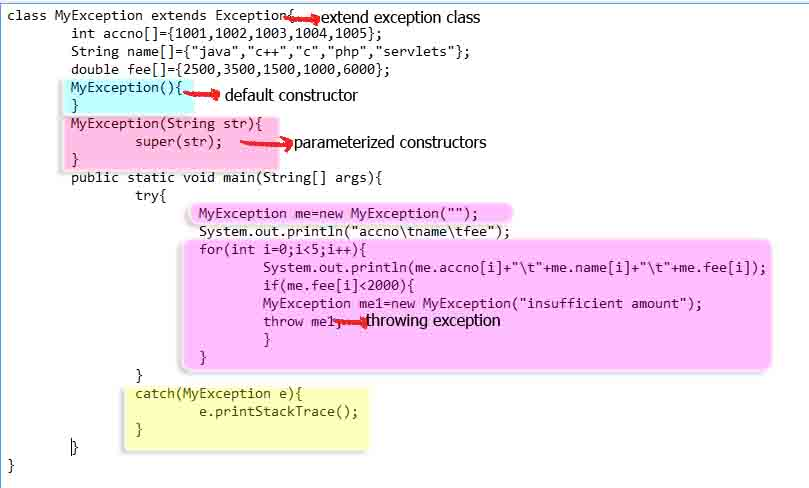 class MyException extends Exception{ extend exception class
int accno[]={1001,1002,1003,1004,1005};
String name[]={"java","c++","c","php","servlets"};
double fee[]={2500,3500,1500,1000,6000};
MyException(){ default constructor
}
MyException(String str){
super(str); parameterized constructors
}
public static void main(String[] args){
try{
MyException me=new MyException("");
System.out.println("accno\tname\tfee");
for(int i=0;i<5;i++){
System.out.println(me.accno[i]+"\t"+me.name[i]+"\t"+me.fee[i]);
if(me.fee[i]<2000){
MyException me1=new MyException("insufficient amount");
throw me1; throwing exception
}
}
}
catch(MyException e){
e.printStackTrace();
}
}
}